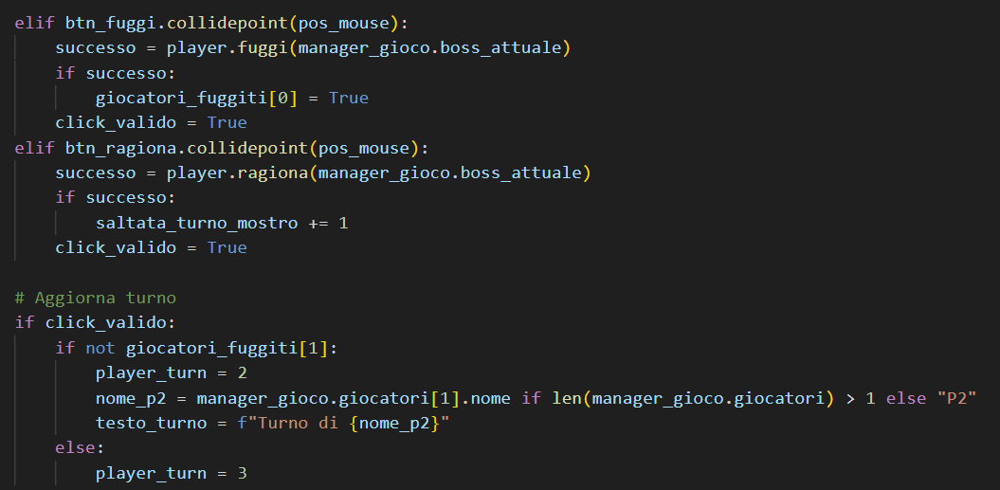 elif btn_fuggi.collidepoint(pos_mouse):
    successo = player.fuggi(manager_gioco.boss_attuale)
    if successo:
        giocatori_fuggiti[0] = True
    click_valido = True
elif btn_ragiona.collidepoint(pos_mouse):
    successo = player.ragiona(manager_gioco.boss_attuale)
    if successo:
        saltata_turno_mostro += 1
    click_valido = True

# Aggiorna turno
if click_valido:
    if not giocatori_fuggiti[1]:
        player_turn = 2
        nome_p2 = manager_gioco.giocatori[1].nome if len(manager_gioco.giocatori) > 1 else "P2"
        testo_turno = f"Turno di {nome_p2}"
    else:
        player_turn = 3